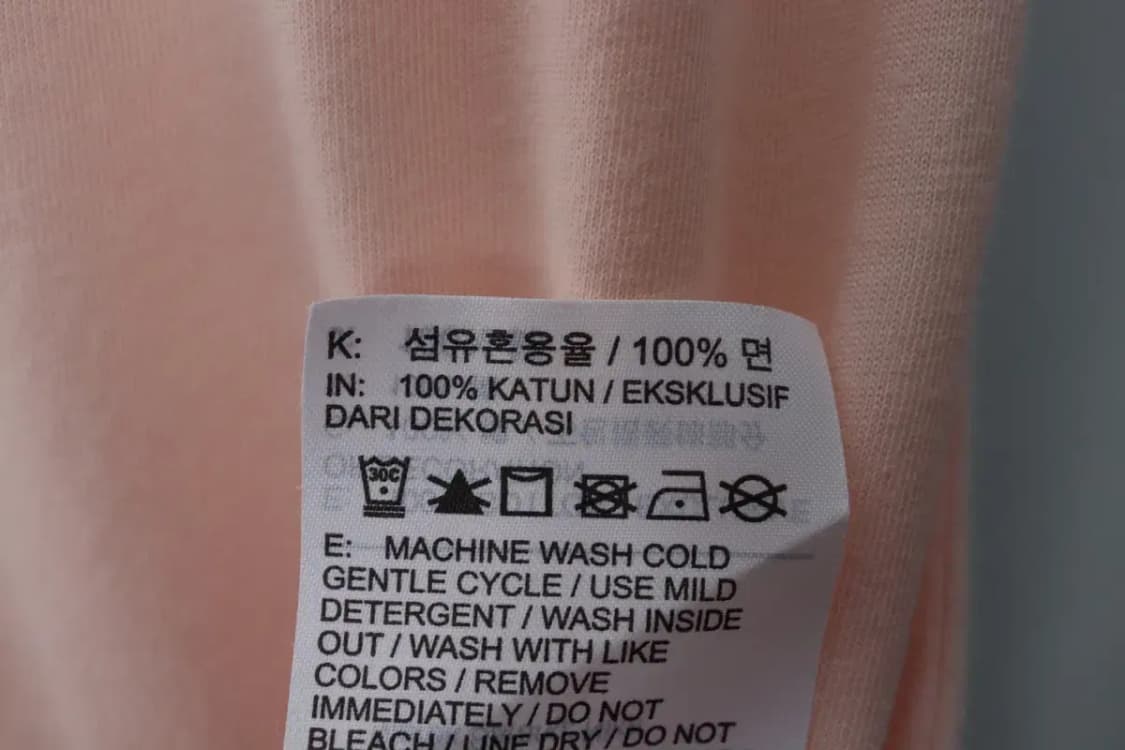 K: 섬유혼용율 / 100% 면
IN: 100% KATUN / EKSKLUSIF
DARI DEKORASI
30C
E: MACHINE WASH COLD
GENTLE CYCLE / USE MILD
DETERGENT / WASH INSIDE
OUT / WASH WITH LIKE
COLORS / REMOVE
IMMEDIATELY / DO NOT
BLEACH / LINE DRY / DO NOT